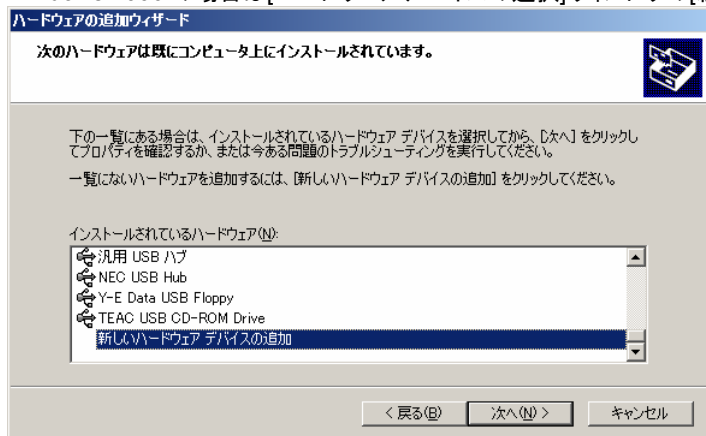 ハードウェアの追加ウィザード
次のハードウェアは既にコンピュータ上にインストールされています。
下の一覧にある場合は、インストールされているハードウェア デバイスを選択してから、[次へ] をクリックし
てプロパティを確認するか、または今ある問題のトラブルシューティングを実行してください。
一覧にないハードウェアを追加するには、[新しいハードウェア デバイスの追加] をクリックしてください。
インストールされているハードウェア(N):
汎用 USB ハブ
NEC USB Hub
Y-E Data USB Floppy
TEAC USB CD-ROM Drive
新しいハードウェア デバイスの追加
< 戻る(B) 次へ(N) > キャンセル